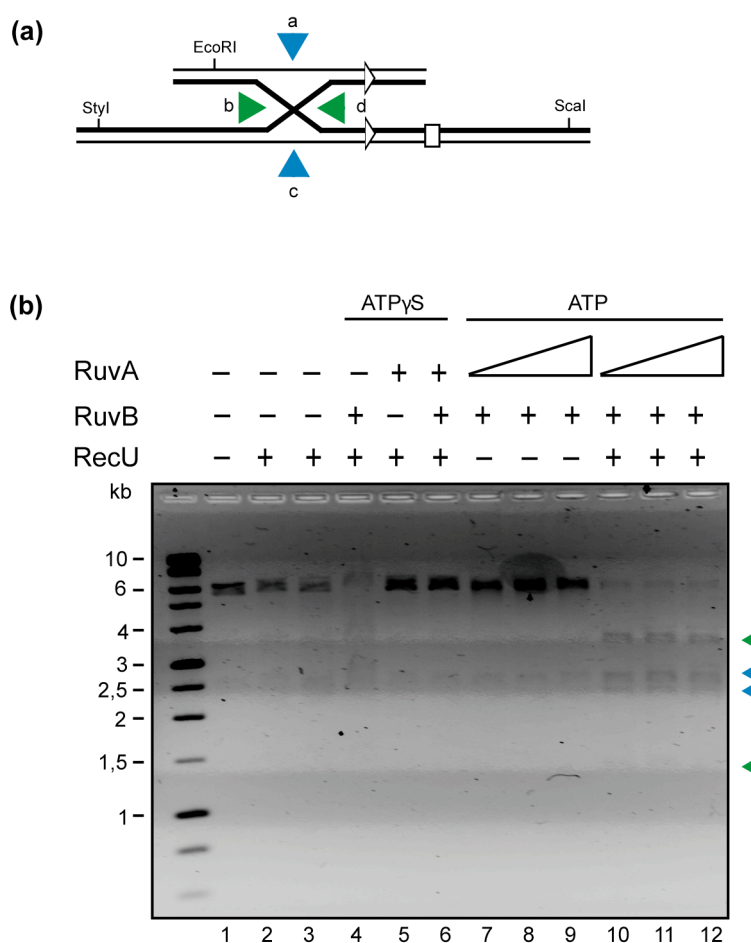 (a)
a
EcoRI
b
d
StyI
ScaI
c
(b)
ATPγS
ATP
RuvA – – – – + +
RuvB – – – + – + + + + + + +
RecU – + + + + + – – – + + +
kb
10
6
4
3
2,5
2
1,5
1
1 2 3 4 5 6 7 8 9 10 11 12